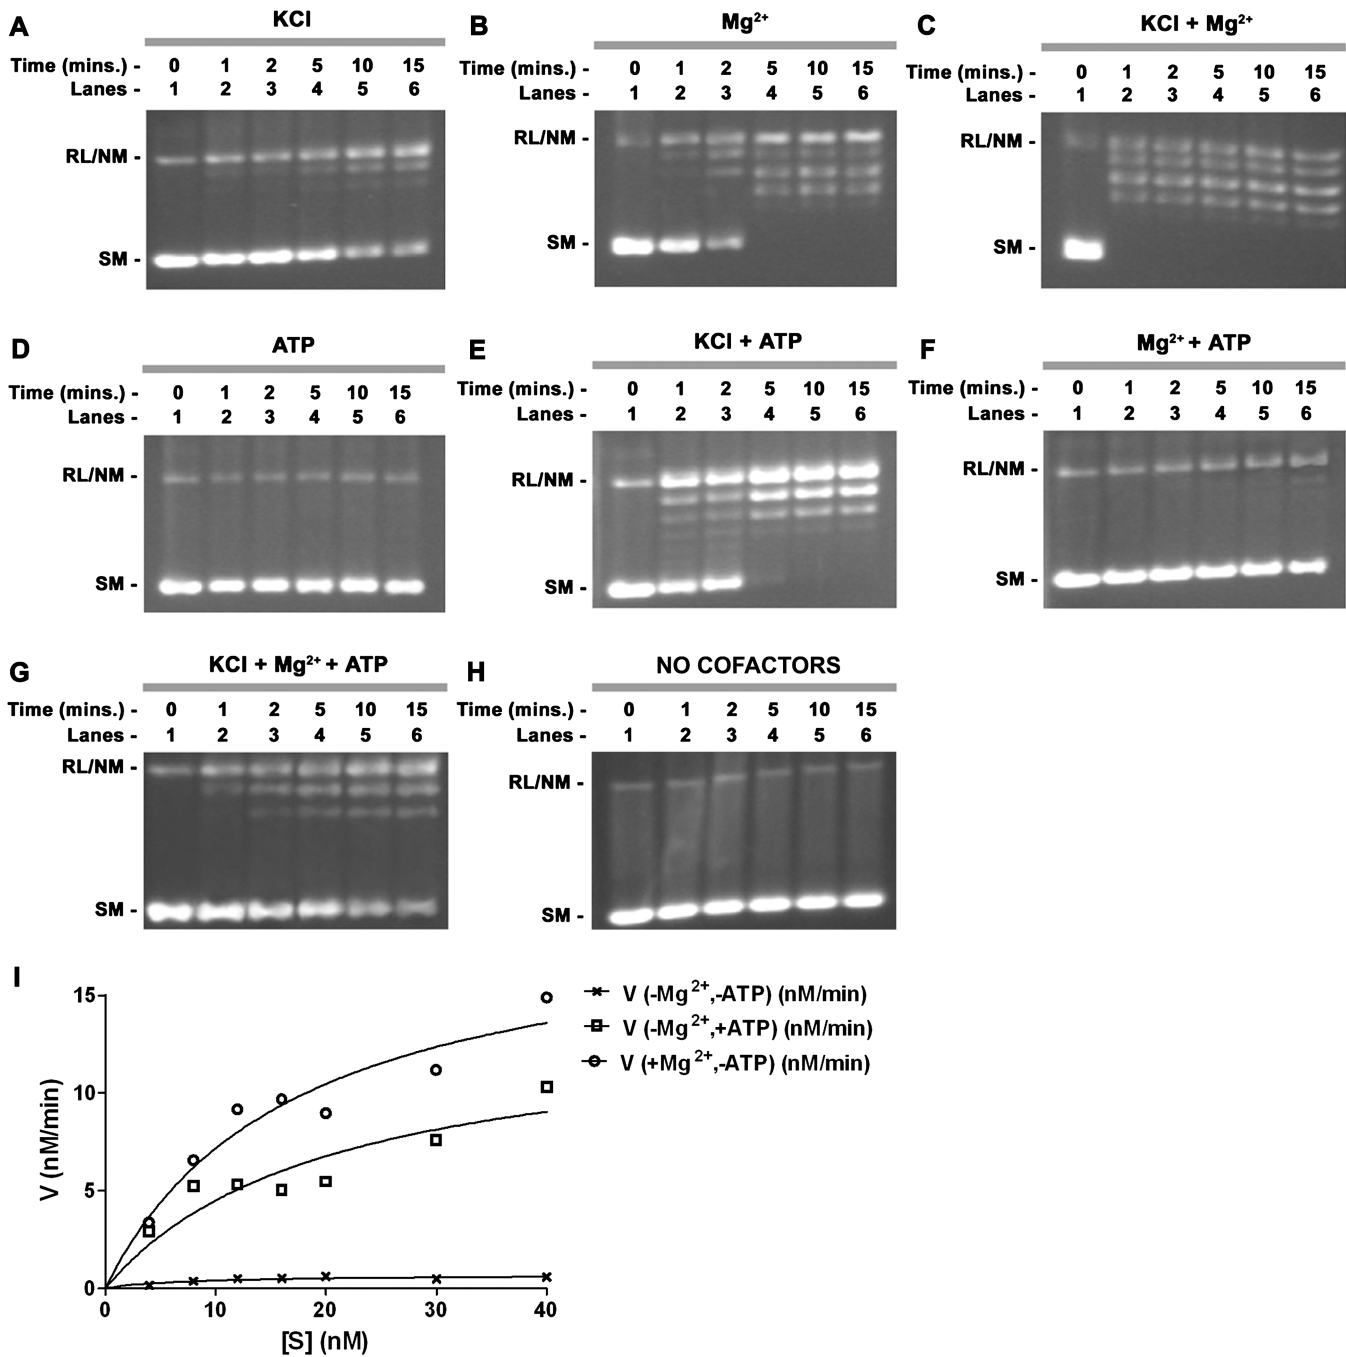 A
KCl
Time (mins.) - 0 1 2 5 10 15
Lanes - 1 2 3 4 5 6
RL/NM -
SM -
B
Mg²⁺
0 1 2 5 10 15
1 2 3 4 5 6
RL/NM -
SM -
C
KCl + Mg²⁺
Time (mins.) - 0 1 2 5 10 15
Lanes - 1 2 3 4 5 6
RL/NM -
SM -
D
ATP
Time (mins.) - 0 1 2 5 10 15
Lanes - 1 2 3 4 5 6
RL/NM -
SM -
E
KCl + ATP
Time (mins.) - 0 1 2 5 10 15
Lanes - 1 2 3 4 5 6
RL/NM -
SM -
F
Mg²⁺ + ATP
Time (mins.) - 0 1 2 5 10 15
Lanes - 1 2 3 4 5 6
RL/NM -
SM -
G
KCl + Mg²⁺ + ATP
Time (mins.) - 0 1 2 5 10 15
Lanes - 1 2 3 4 5 6
RL/NM -
SM -
H
NO COFACTORS
Time (mins.) - 0 1 2 5 10 15
Lanes - 1 2 3 4 5 6
RL/NM -
SM -
I
V (nM/min)
15
10
5
0
0 10 20 30 40
[S] (nM)
V (-Mg²⁺,-ATP) (nM/min)
V (-Mg²⁺,+ATP) (nM/min)
V (+Mg²⁺,-ATP) (nM/min)